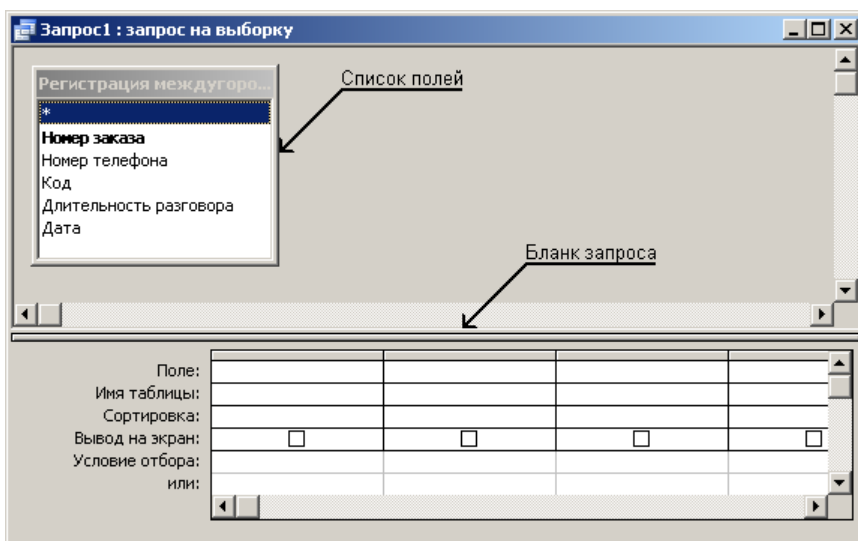 Запрос1 : запрос на выборку
Регистрация междугоро...
Список полей
*
Номер заказа
Номер телефона
Код
Длительность разговора
Дата
Бланк запроса
Поле:
Имя таблицы:
Сортировка:
Вывод на экран:
Условие отбора:
или: